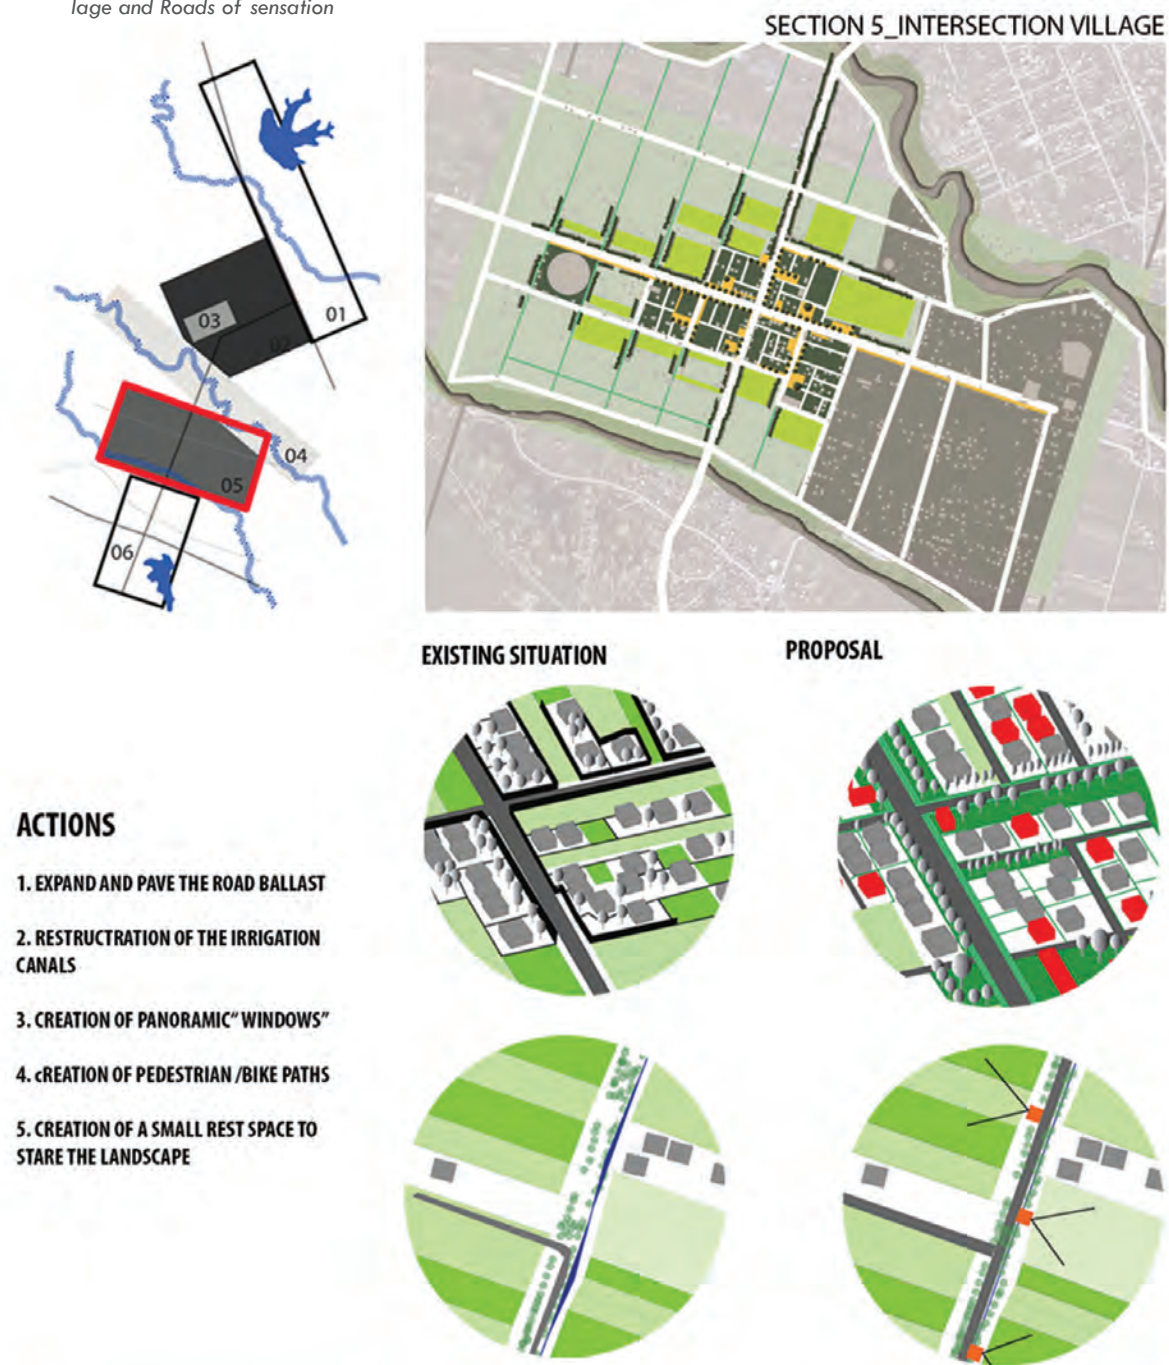 lage and Roads of sensation
SECTION 5_INTERSECTION VILLAGE
01
03
02
04
05
06
EXISTING SITUATION
PROPOSAL
ACTIONS
1. EXPAND AND PAVE THE ROAD BALLAST
2. RESTRUCTRATION OF THE IRRIGATION
CANALS
3. CREATION OF PANORAMIC“ WINDOWS”
4. cREATION OF PEDESTRIAN /BIKE PATHS
5. CREATION OF A SMALL REST SPACE TO
STARE THE LANDSCAPE